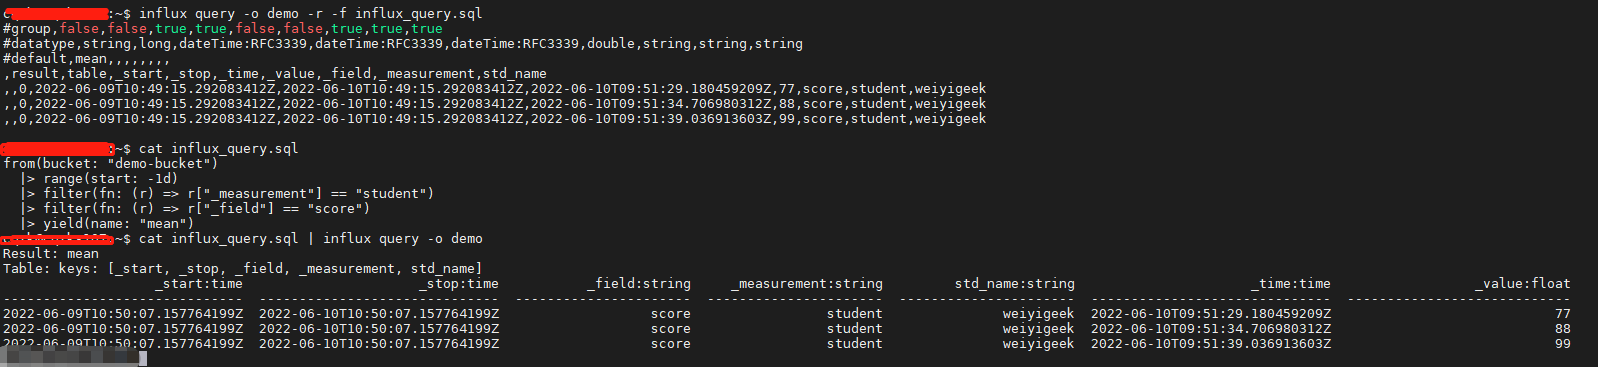 :~$ influx query -o demo -r -f influx_query.sql
#group,false,false,true,true,false,false,true,true,true
#datatype,string,long,dateTime:RFC3339,dateTime:RFC3339,dateTime:RFC3339,double,string,string,string
#default,mean,,,,,,,,
,result,table,_start,_stop,_time,_value,_field,_measurement,std_name
,,0,2022-06-09T10:49:15.292083412Z,2022-06-10T10:49:15.292083412Z,2022-06-10T09:51:29.180459209Z,77,score,student,weiyigeek
,,0,2022-06-09T10:49:15.292083412Z,2022-06-10T10:49:15.292083412Z,2022-06-10T09:51:34.706980312Z,88,score,student,weiyigeek
,,0,2022-06-09T10:49:15.292083412Z,2022-06-10T10:49:15.292083412Z,2022-06-10T09:51:39.036913603Z,99,score,student,weiyigeek
:~$ cat influx_query.sql
from(bucket: "demo-bucket")
  |> range(start: -1d)
  |> filter(fn: (r) => r["_measurement"] == "student")
  |> filter(fn: (r) => r["_field"] == "score")
  |> yield(name: "mean")
:~$ cat influx_query.sql | influx query -o demo
Result: mean
Table: keys: [_start, _stop, _field, _measurement, std_name]
_start:time _stop:time _field:string _measurement:string std_name:string _time:time _value:float
------------------------------ ------------------------------ ---------------------- ---------------------- ---------------------- ------------------------------ ----------------------------
2022-06-09T10:50:07.157764199Z 2022-06-10T10:50:07.157764199Z score student weiyigeek 2022-06-10T09:51:29.180459209Z 77
2022-06-09T10:50:07.157764199Z 2022-06-10T10:50:07.157764199Z score student weiyigeek 2022-06-10T09:51:34.706980312Z 88
2022-06-09T10:50:07.157764199Z 2022-06-10T10:50:07.157764199Z score student weiyigeek 2022-06-10T09:51:39.036913603Z 99